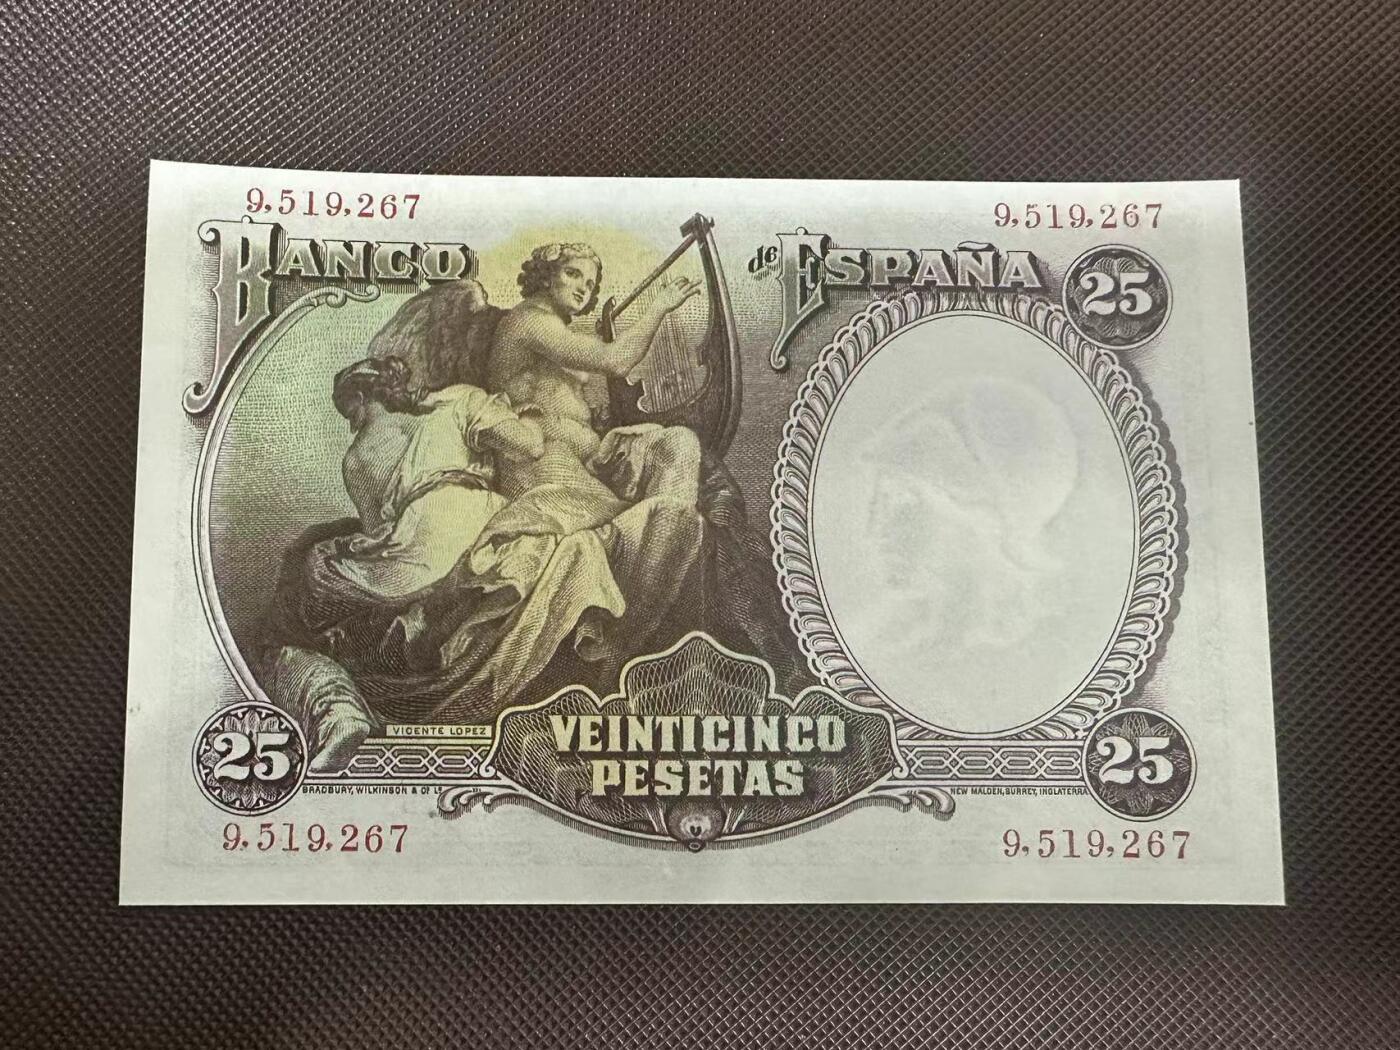 9,519,267
9,519,267
BANCO de ESPAÑA
25
VICENTE LOPEZ
VEINTICINCO
PESETAS
25
25
BRADBURY, WILKINSON & Cº Lᵈ
NEW MALDEN, SURREY, INGLATERRA
9,519,267
9,519,267